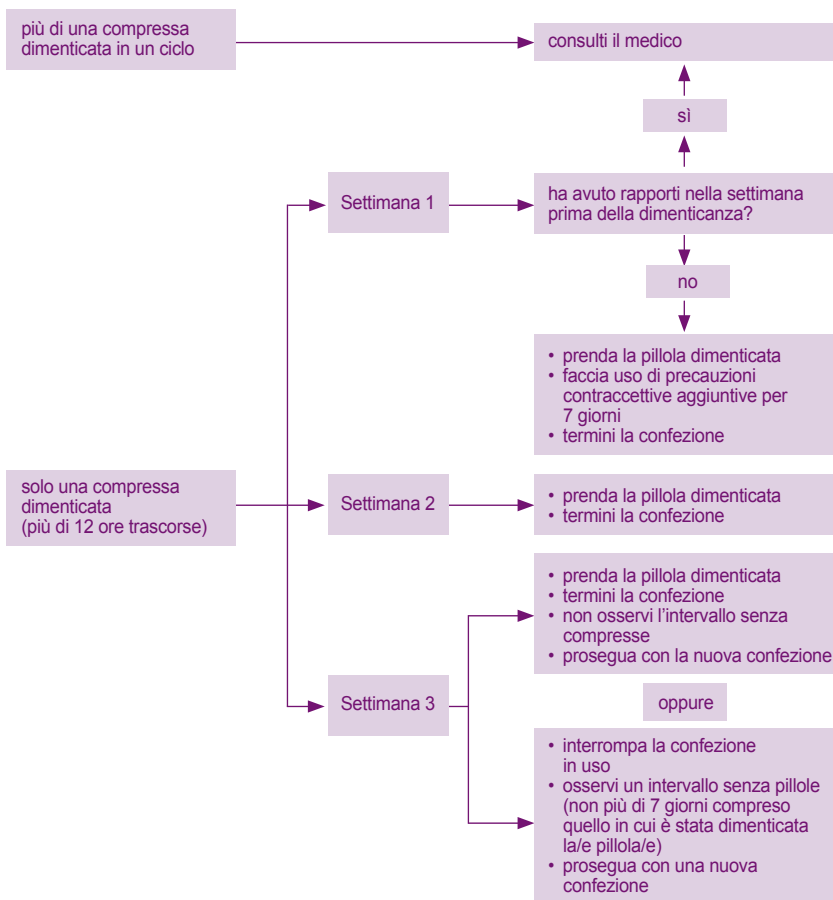 più di una compressa
dimenticata in un ciclo
consulti il medico
sì
Settimana 1
ha avuto rapporti nella settimana
prima della dimenticanza?
no
• prenda la pillola dimenticata
• faccia uso di precauzioni
contraccettive aggiuntive per
7 giorni
• termini la confezione
solo una compressa
dimenticata
(più di 12 ore trascorse)
Settimana 2
• prenda la pillola dimenticata
• termini la confezione
Settimana 3
• prenda la pillola dimenticata
• termini la confezione
• non osservi l'intervallo senza
compresse
• prosegua con la nuova confezione
oppure
• interrompa la confezione
in uso
• osservi un intervallo senza pillole
(non più di 7 giorni compreso
quello in cui è stata dimenticata
la/e pillola/e)
• prosegua con una nuova
confezione